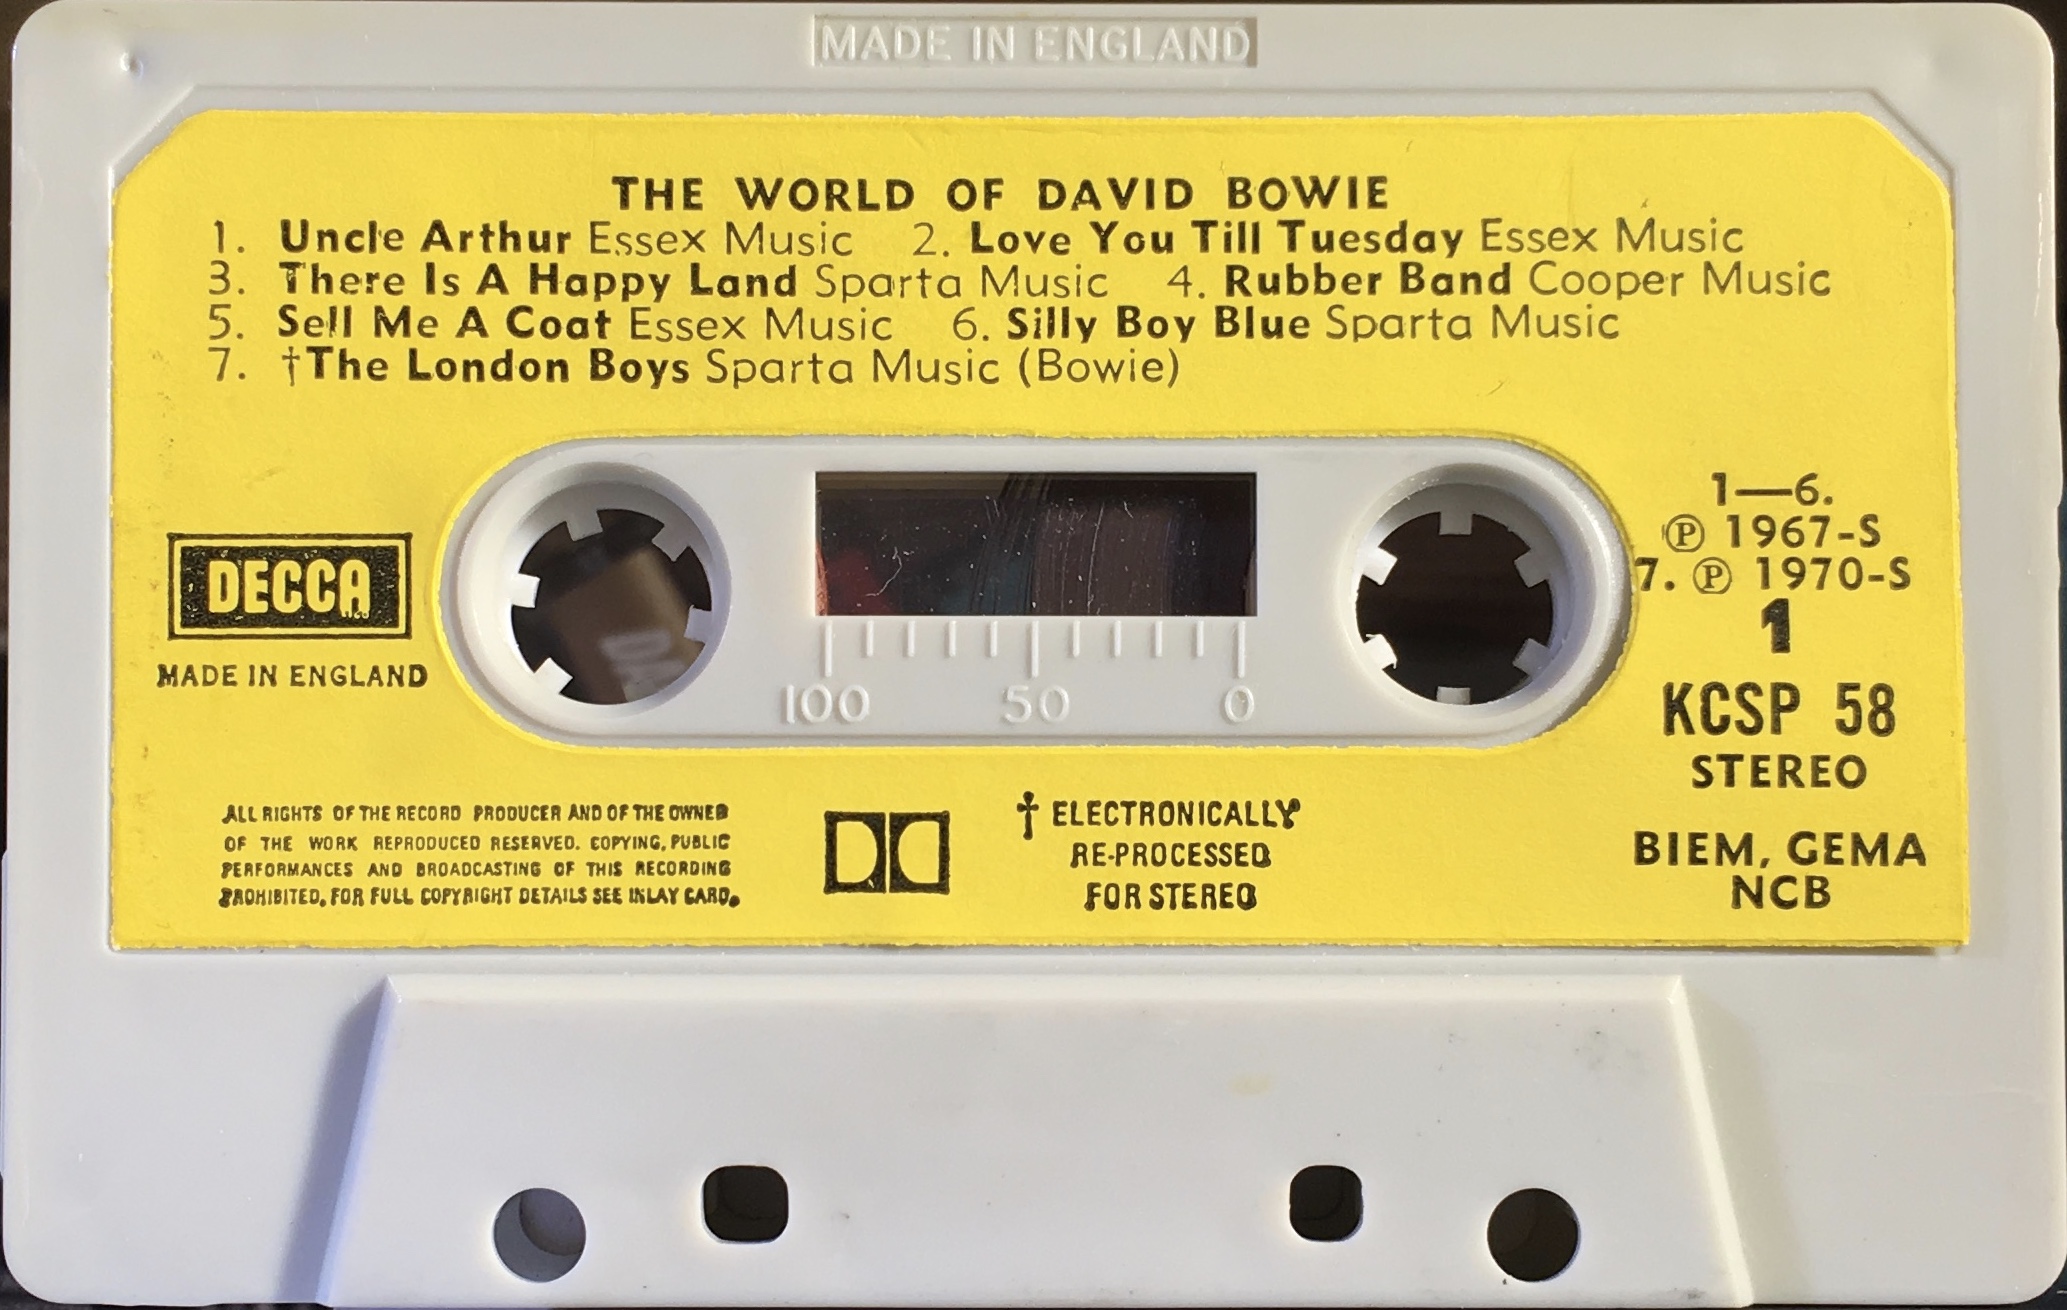 MADE IN ENGLAND
THE WORLD OF DAVID BOWIE
1. Uncle Arthur Essex Music 2. Love You Till Tuesday Essex Music
3. There Is A Happy Land Sparta Music 4. Rubber Band Cooper Music
5. Sell Me A Coat Essex Music 6. Silly Boy Blue Sparta Music
7. †The London Boys Sparta Music (Bowie)
1—6.
Ⓟ 1967-S
7. Ⓟ 1970-S
1
KCSP 58
STEREO
BIEM, GEMA
NCB
DECCA
MADE IN ENGLAND
100 50 0
ALL RIGHTS OF THE RECORD PRODUCER AND OF THE OWNER
OF THE WORK REPRODUCED RESERVED. COPYING, PUBLIC
PERFORMANCES AND BROADCASTING OF THIS RECORDING
PROHIBITED. FOR FULL COPYRIGHT DETAILS SEE INLAY CARD.
† ELECTRONICALLY
RE-PROCESSED
FOR STEREO